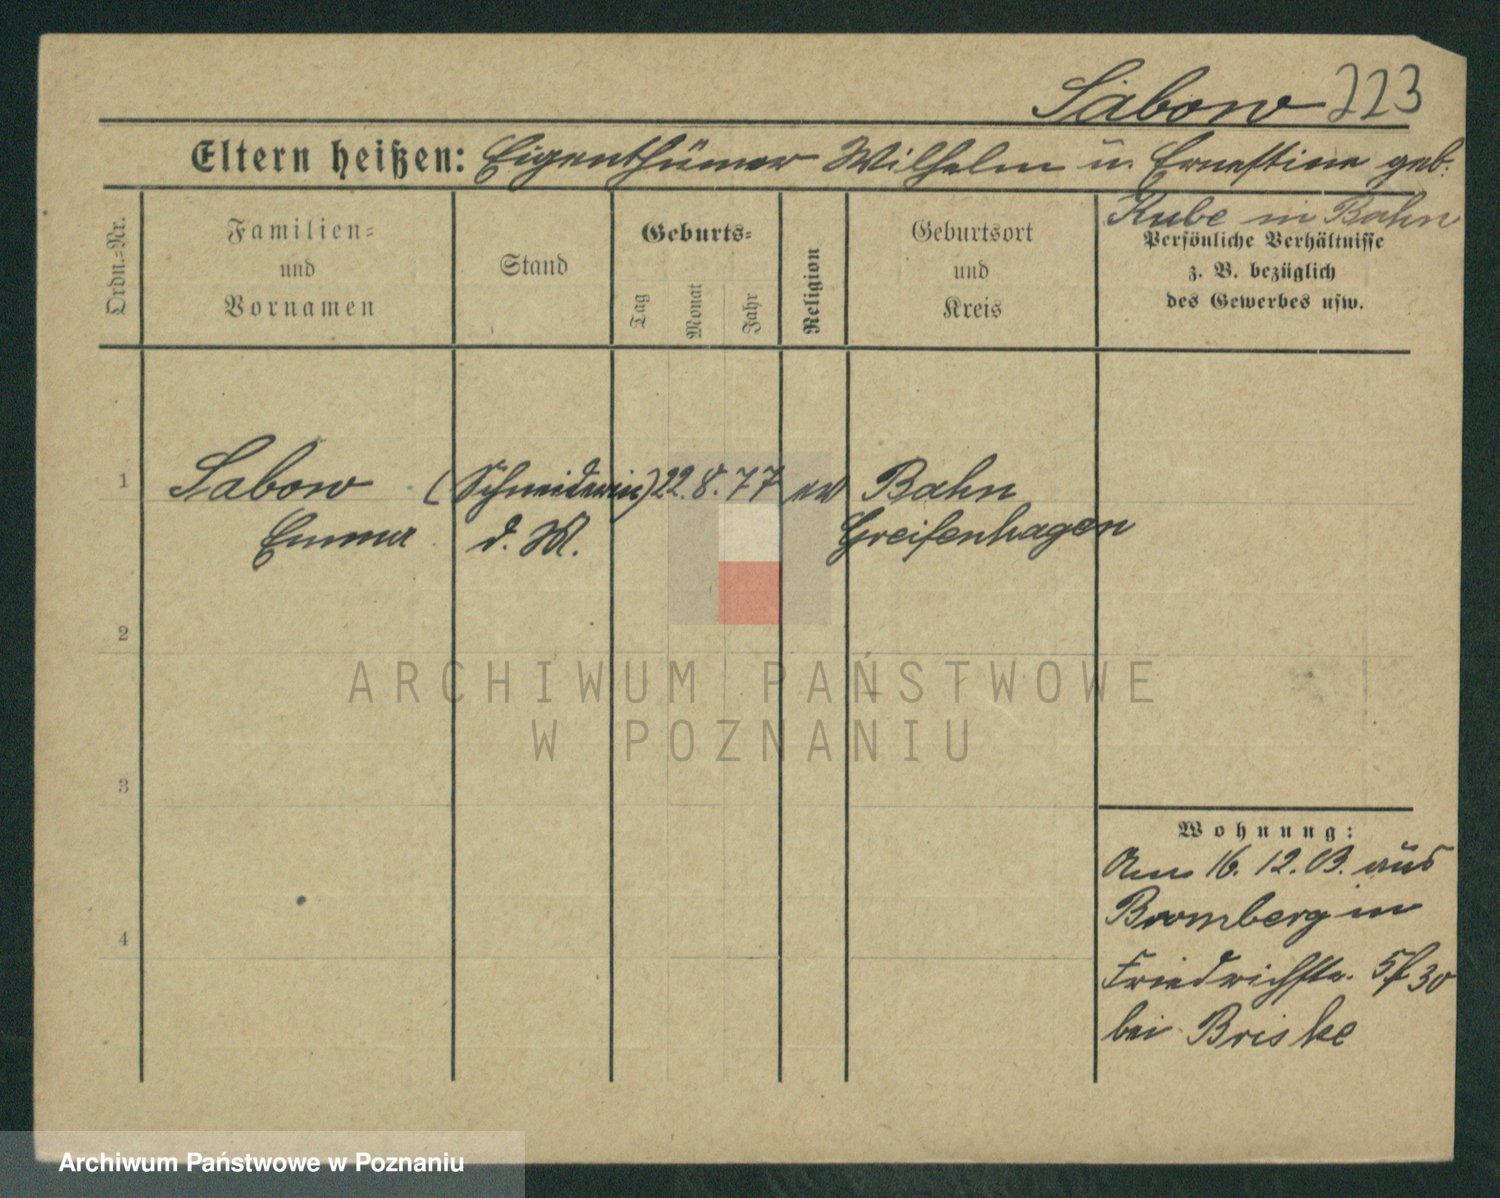 Sabow 223
Eltern heißen: Eigenthümer Wilhelm u. Ernestine geb.
Kube in Bahn
Ordn.-Nr.
Familien-
und
Vornamen
Stand
Geburts-
Tag
Monat
Jahr
Religion
Geburtsort
und
Kreis
Persönliche Verhältnisse
z. B. bezüglich
des Gewerbes usw.
1 Sabow (Schneiderin) 22. 8. 77 ev Bahn
Emma d. M. Greifenhagen
2
3
4
Wohnung:
Am 16. 12. 03. aus
Bromberg in
Friedrichstr. 30
bei Briske
ARCHIWUM PAŃSTWOWE
W POZNANIU
Archiwum Państwowe w Poznaniu